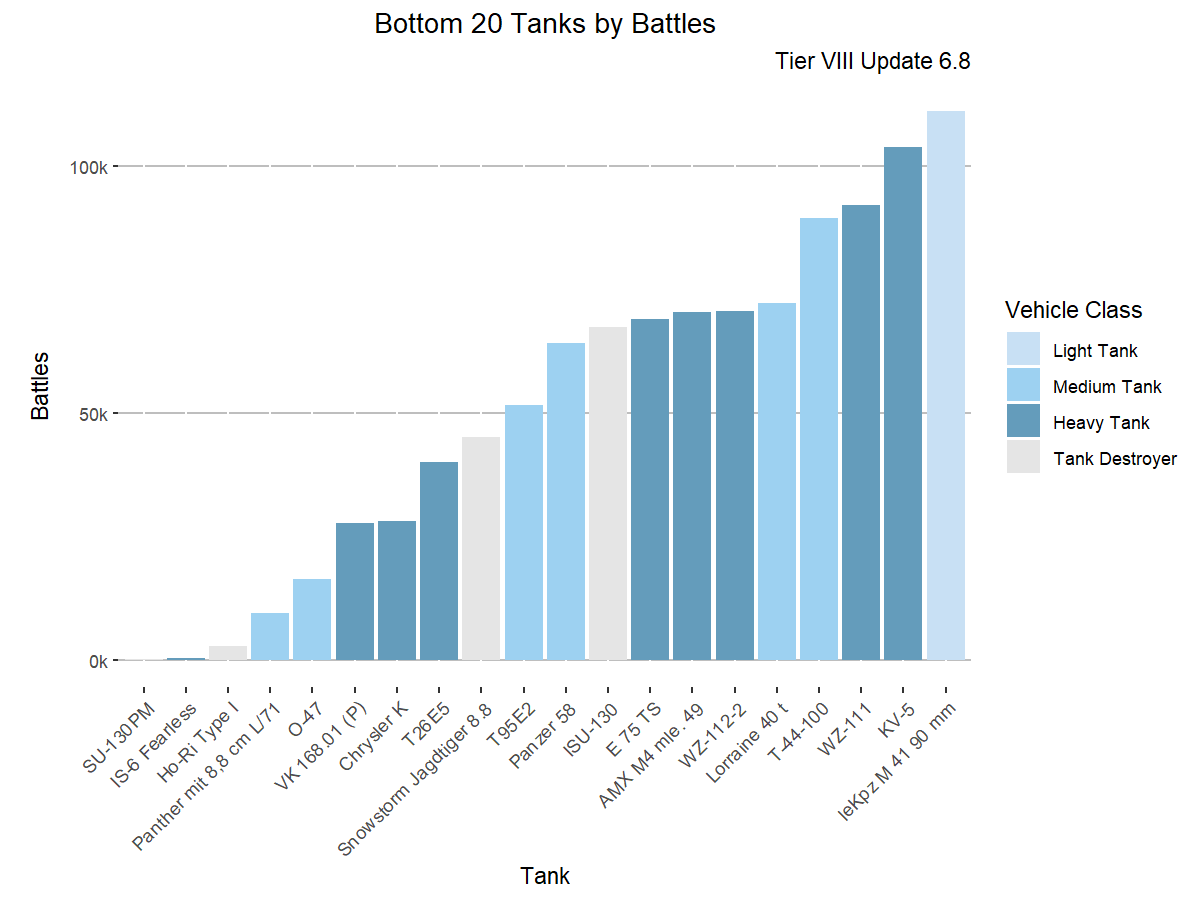 Bottom 20 Tanks by Battles
Tier VIII Update 6.8
100k
50k
0k
Battles
SU-130PM
IS-6 Fearless
Ho-Ri Type I
Panther mit 8,8 cm L/71
O-47
VK 168.01 (P)
Chrysler K
T26E5
Snowstorm Jagdtiger 8.8
T95E2
Panzer 58
ISU-130
E 75 TS
AMX M4 mle. 49
WZ-112-2
Lorraine 40 t
T-44-100
WZ-111
KV-5
leKpz M 41 90 mm
Tank
Vehicle Class
Light Tank
Medium Tank
Heavy Tank
Tank Destroyer